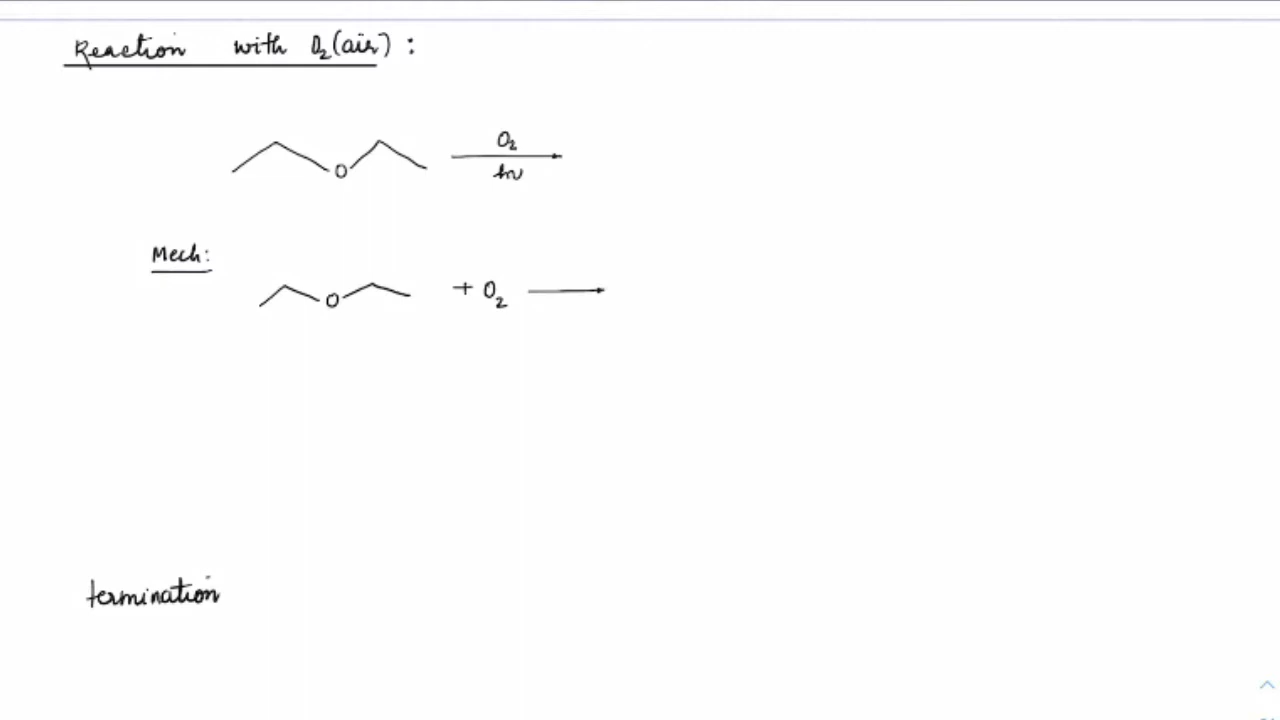 Reaction with O₂(air) :
O₂
O
hν
Mech:
O + O₂
termination